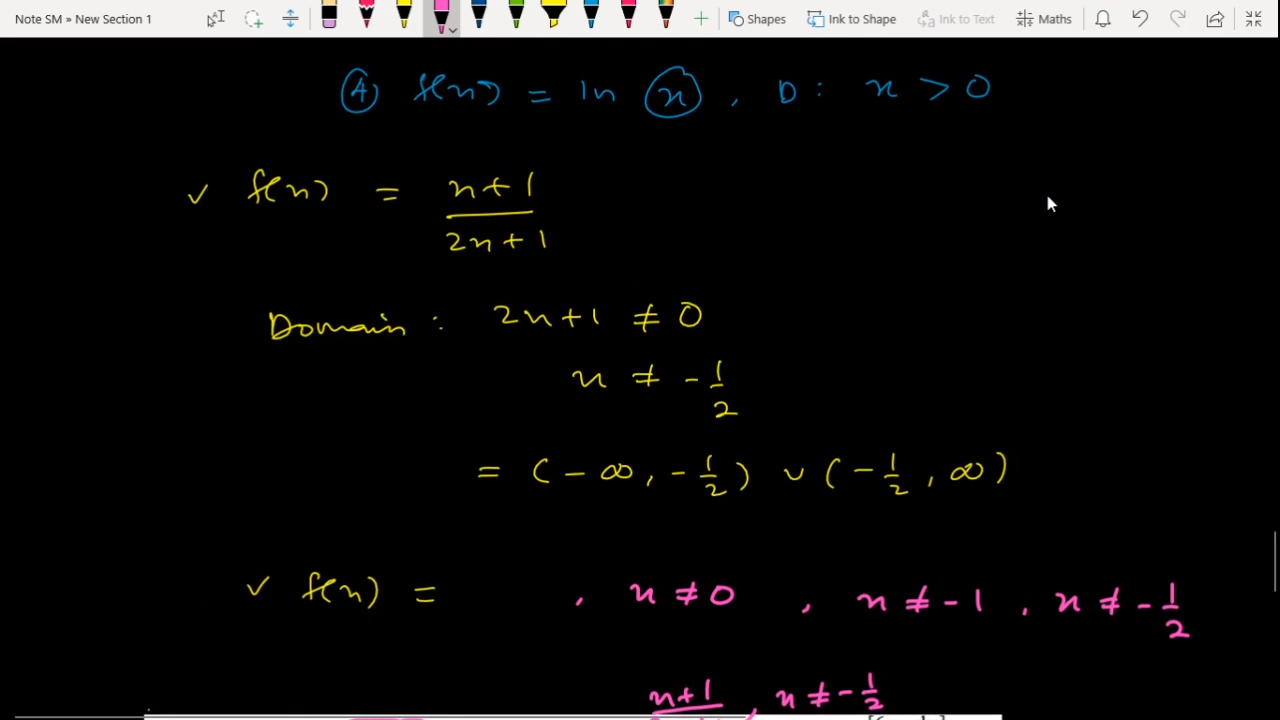 Note SM » New Section 1 Shapes Ink to Shape Ink to Text Maths
④ f(x) = ln x , D : x > 0
✓ f(x) = x+1
2x+1
Domain : 2x+1 ≠ 0
x ≠ -1/2
= (-∞, -1/2) ∪ (-1/2, ∞)
✓ f(x) = , x ≠ 0 , x ≠ -1 , x ≠ -1/2
x+1 , x ≠ -1/2